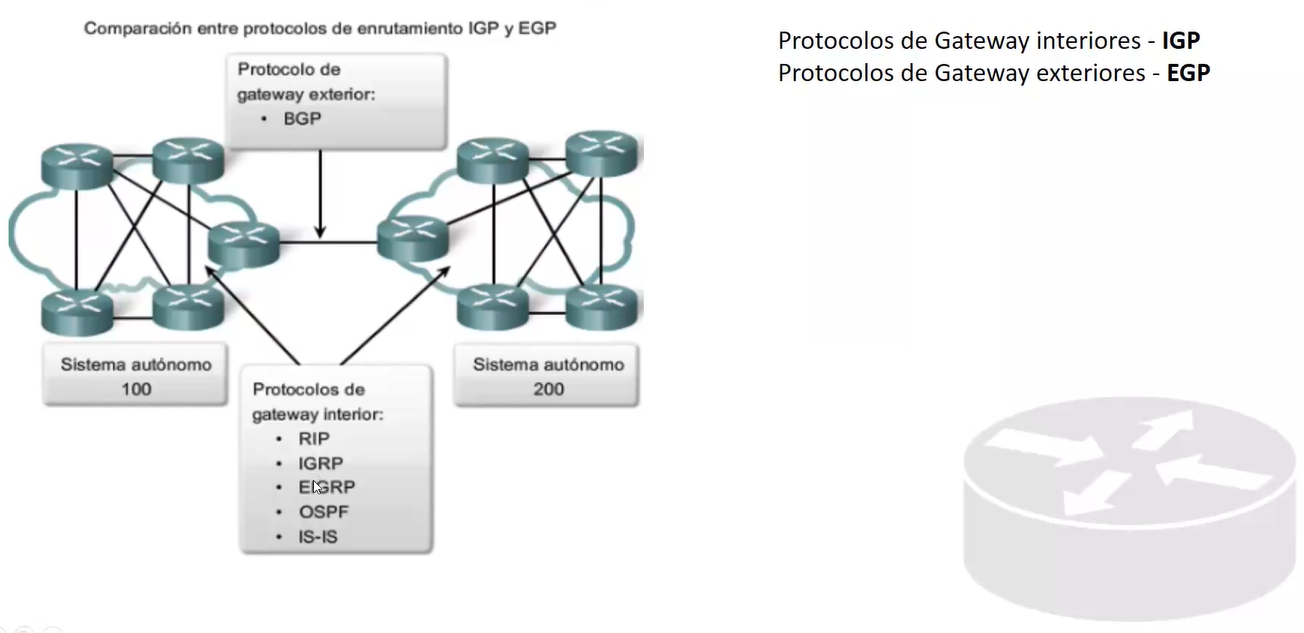 Comparación entre protocolos de enrutamiento IGP y EGP
Protocolo de
gateway exterior:
• BGP
Sistema autónomo
100
Sistema autónomo
200
Protocolos de
gateway interior:
• RIP
• IGRP
• EIGRP
• OSPF
• IS-IS
Protocolos de Gateway interiores - IGP
Protocolos de Gateway exteriores - EGP